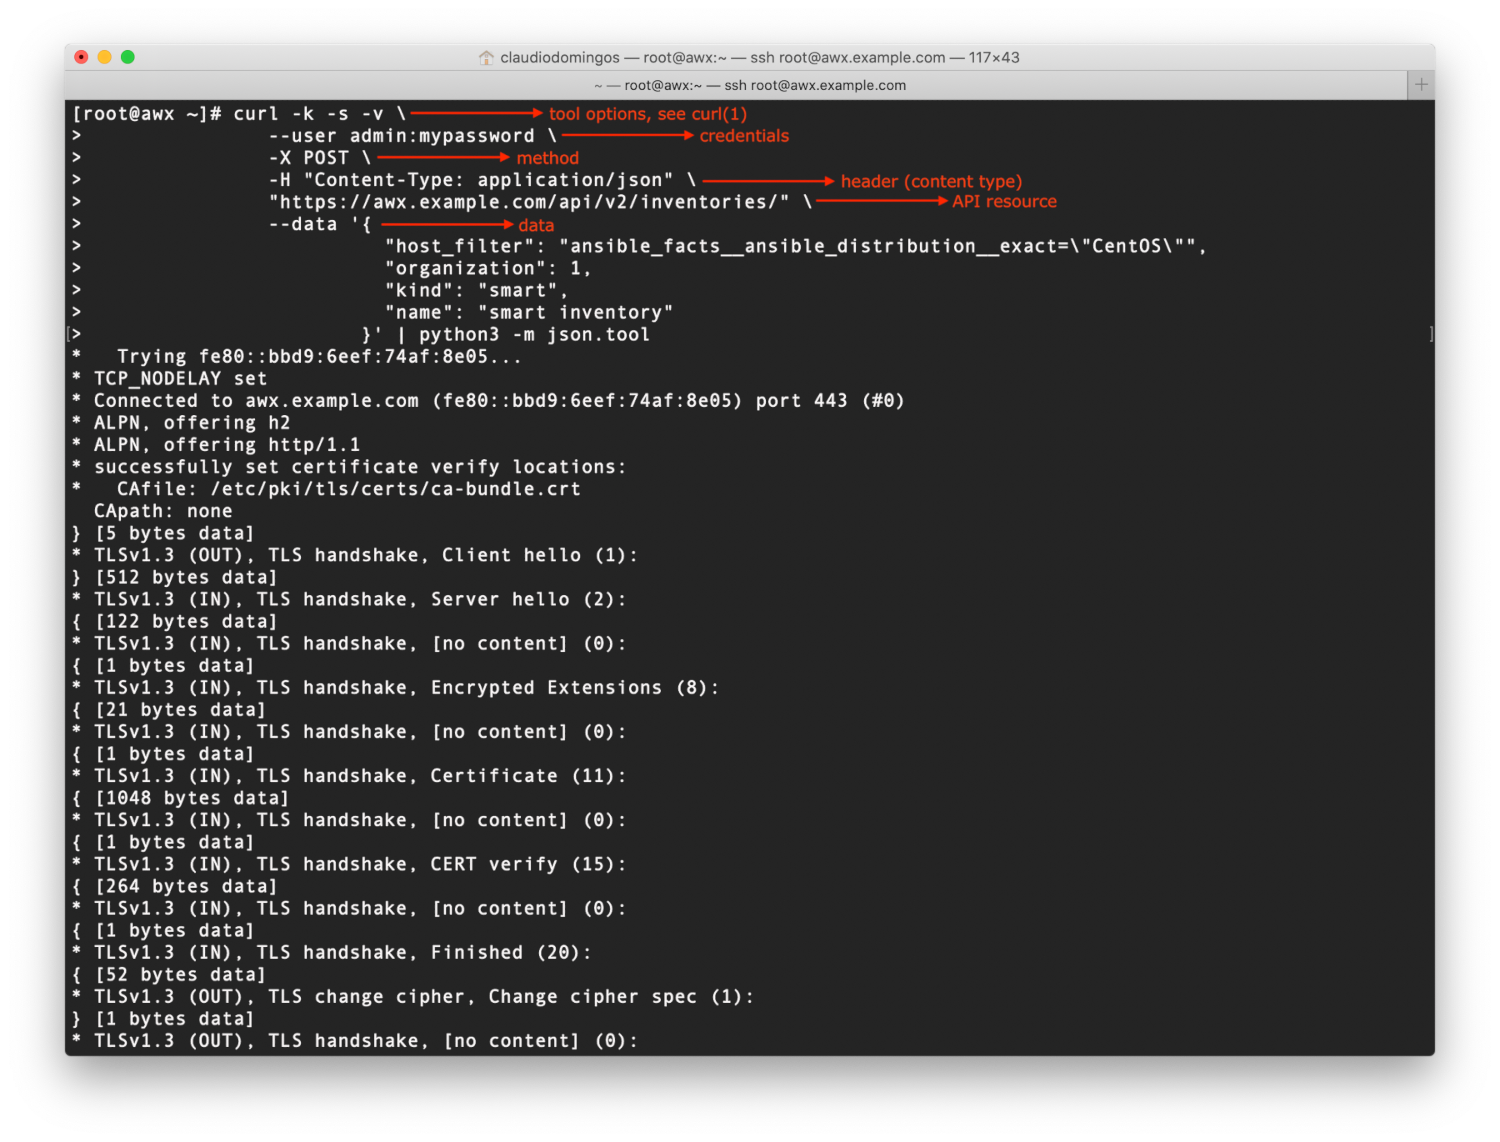 claudiodomingos — root@awx:~ — ssh root@awx.example.com — 117×43
~ — root@awx:~ — ssh root@awx.example.com
[root@awx ~]# curl -k -s -v \ tool options, see curl(1)
> --user admin:mypassword \ credentials
> -X POST \ method
> -H "Content-Type: application/json" \ header (content type)
> "https://awx.example.com/api/v2/inventories/" \ API resource
> --data '{ data
> "host_filter": "ansible_facts__ansible_distribution__exact=\"CentOS\"",
> "organization": 1,
> "kind": "smart",
> "name": "smart inventory"
[> }' | python3 -m json.tool ]
* Trying fe80::bbd9:6eef:74af:8e05...
* TCP_NODELAY set
* Connected to awx.example.com (fe80::bbd9:6eef:74af:8e05) port 443 (#0)
* ALPN, offering h2
* ALPN, offering http/1.1
* successfully set certificate verify locations:
* CAfile: /etc/pki/tls/certs/ca-bundle.crt
CApath: none
} [5 bytes data]
* TLSv1.3 (OUT), TLS handshake, Client hello (1):
} [512 bytes data]
* TLSv1.3 (IN), TLS handshake, Server hello (2):
{ [122 bytes data]
* TLSv1.3 (IN), TLS handshake, [no content] (0):
{ [1 bytes data]
* TLSv1.3 (IN), TLS handshake, Encrypted Extensions (8):
{ [21 bytes data]
* TLSv1.3 (IN), TLS handshake, [no content] (0):
{ [1 bytes data]
* TLSv1.3 (IN), TLS handshake, Certificate (11):
{ [1048 bytes data]
* TLSv1.3 (IN), TLS handshake, [no content] (0):
{ [1 bytes data]
* TLSv1.3 (IN), TLS handshake, CERT verify (15):
{ [264 bytes data]
* TLSv1.3 (IN), TLS handshake, [no content] (0):
{ [1 bytes data]
* TLSv1.3 (IN), TLS handshake, Finished (20):
{ [52 bytes data]
* TLSv1.3 (OUT), TLS change cipher, Change cipher spec (1):
} [1 bytes data]
* TLSv1.3 (OUT), TLS handshake, [no content] (0):